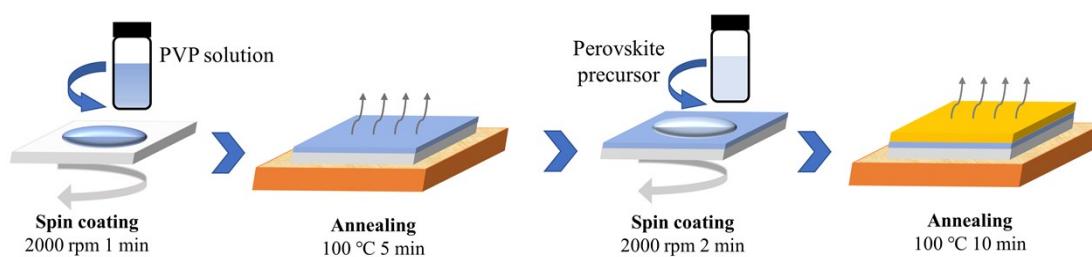 PVP solution
Perovskite
precursor
Spin coating
2000 rpm 1 min
Annealing
100 ℃ 5 min
Spin coating
2000 rpm 2 min
Annealing
100 ℃ 10 min